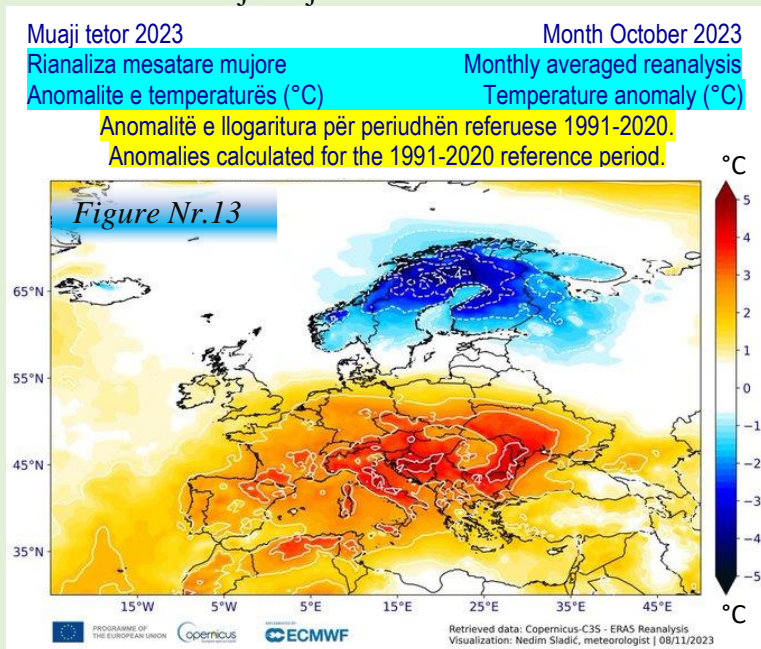 Muaji tetor 2023 Month October 2023
Rianaliza mesatare mujore Monthly averaged reanalysis
Anomalite e temperaturës (°C) Temperature anomaly (°C)
Anomalitë e llogaritura për periudhën referuese 1991-2020.
Anomalies calculated for the 1991-2020 reference period.
°C
Figure Nr.13
5
4
3
2
1
0
−1
−2
−3
−4
−5
°C
65°N
55°N
45°N
35°N
15°W 5°W 5°E 15°E 25°E 35°E 45°E
PROGRAMME OF
THE EUROPEAN UNION
Copernicus
IMPLEMENTED BY
ECMWF
Retrieved data: Copernicus-C3S - ERA5 Reanalysis
Visualization: Nedim Sladić, meteorologist | 08/11/2023